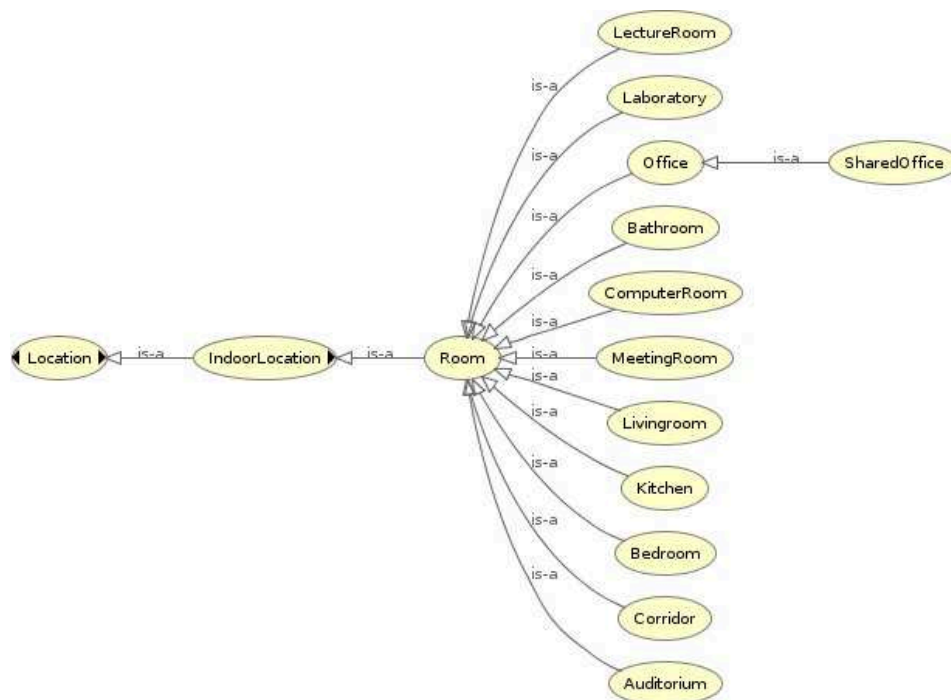 LectureRoom
is-a
Laboratory
is-a
Office
is-a
SharedOffice
is-a
Bathroom
is-a
ComputerRoom
is-a
Location
is-a
IndoorLocation
is-a
Room
is-a
MeetingRoom
is-a
Livingroom
is-a
Kitchen
is-a
Bedroom
is-a
Corridor
is-a
Auditorium